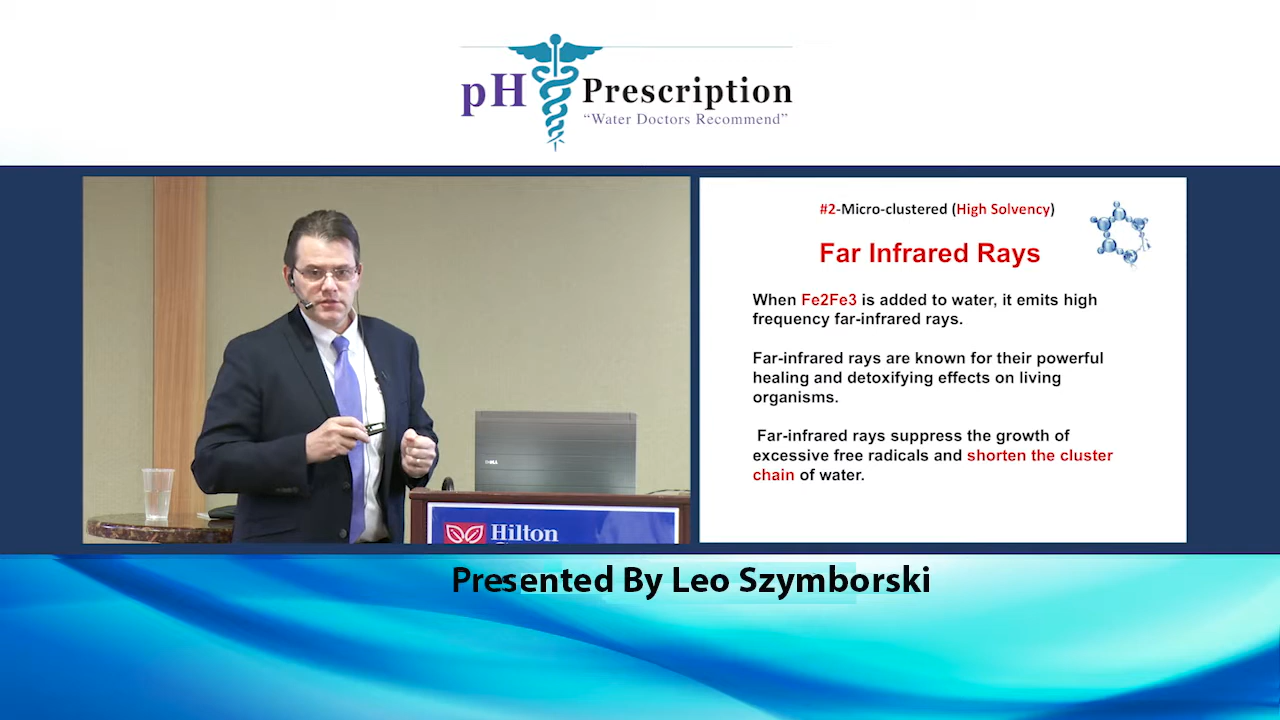 pH Prescription
“Water Doctors Recommend”
#2-Micro-clustered (High Solvency)
Far Infrared Rays
When Fe2Fe3 is added to water, it emits high
frequency far-infrared rays.
Far-infrared rays are known for their powerful
healing and detoxifying effects on living
organisms.
Far-infrared rays suppress the growth of
excessive free radicals and shorten the cluster
chain of water.
DELL
Hilton
Presented By Leo Szymborski